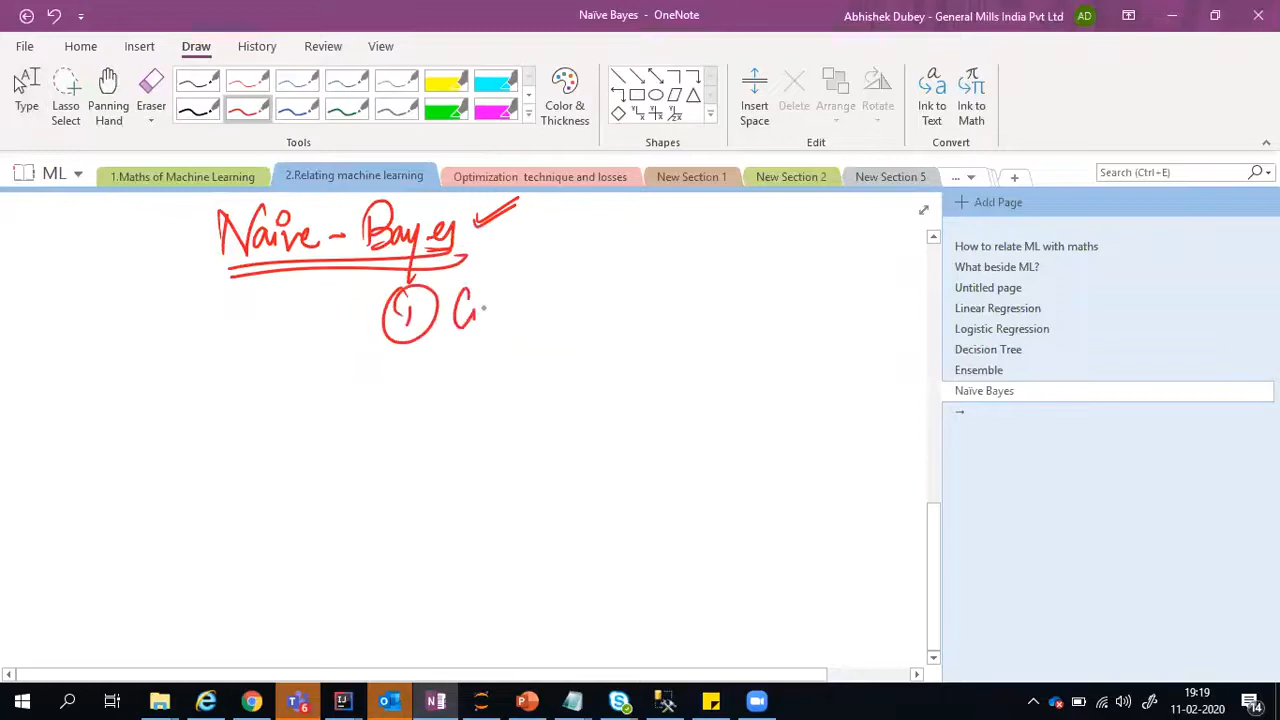 Naïve Bayes - OneNote
Abhishek Dubey - General Mills India Pvt Ltd AD
File Home Insert Draw History Review View
Type Lasso Select Panning Hand Eraser Color & Thickness Insert Space Delete Arrange Rotate Ink to Text Ink to Math
Tools Shapes Edit Convert
ML 1.Maths of Machine Learning 2.Relating machine learning Optimization technique and losses New Section 1 New Section 2 New Section 5 ... Search (Ctrl+E)
Add Page
How to relate ML with maths
What beside ML?
Untitled page
Linear Regression
Logistic Regression
Decision Tree
Ensemble
Naïve Bayes
→
Naive - Bayes
1 G
19:19
11-02-2020
14
6